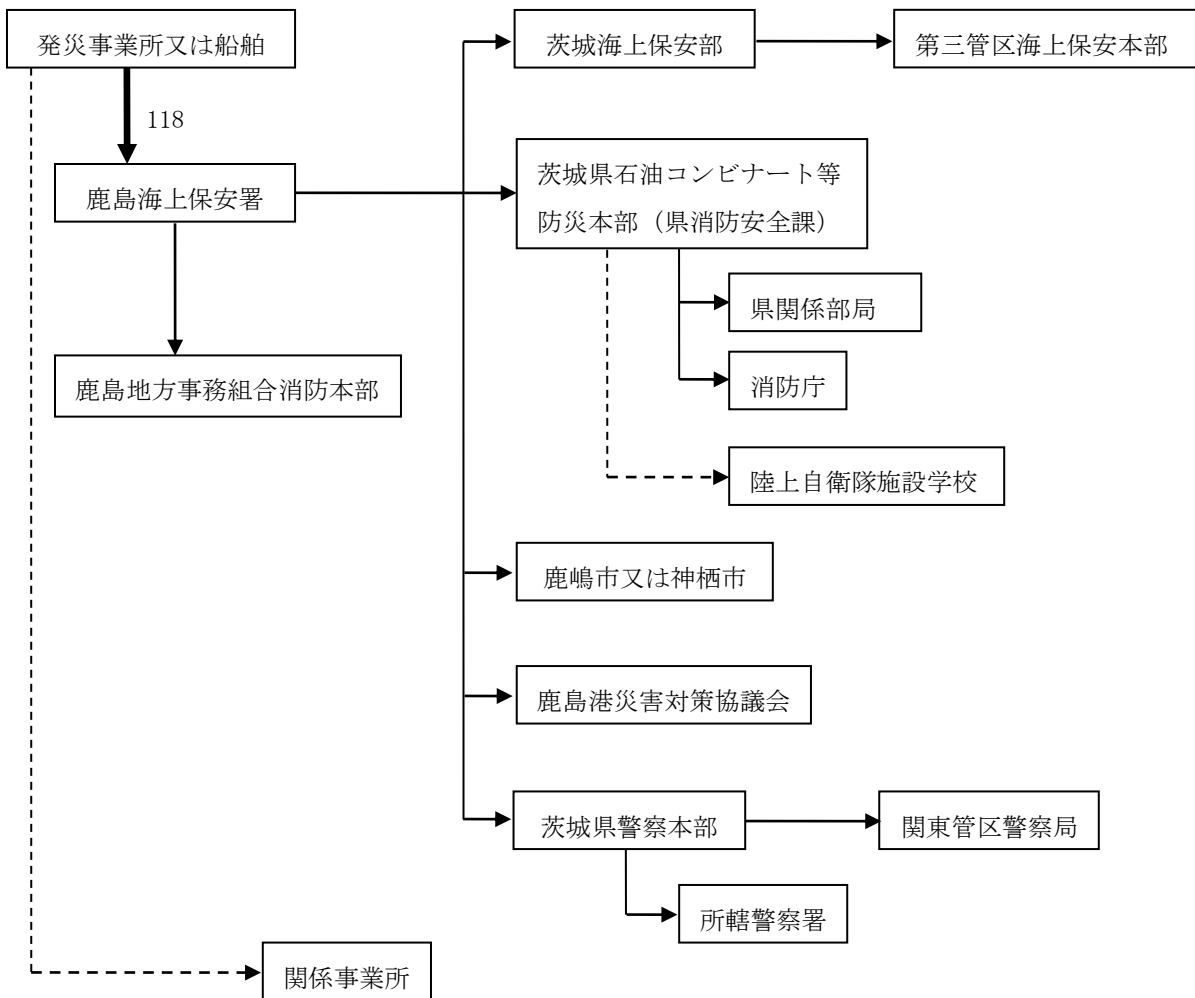 発災事業所又は船舶
茨城海上保安部
第三管区海上保安本部
118
鹿島海上保安署
茨城県石油コンビナート等
防災本部（県消防安全課）
県関係部局
鹿島地方事務組合消防本部
消防庁
陸上自衛隊施設学校
鹿嶋市又は神栖市
鹿島港災害対策協議会
茨城県警察本部
関東管区警察局
所轄警察署
関係事業所